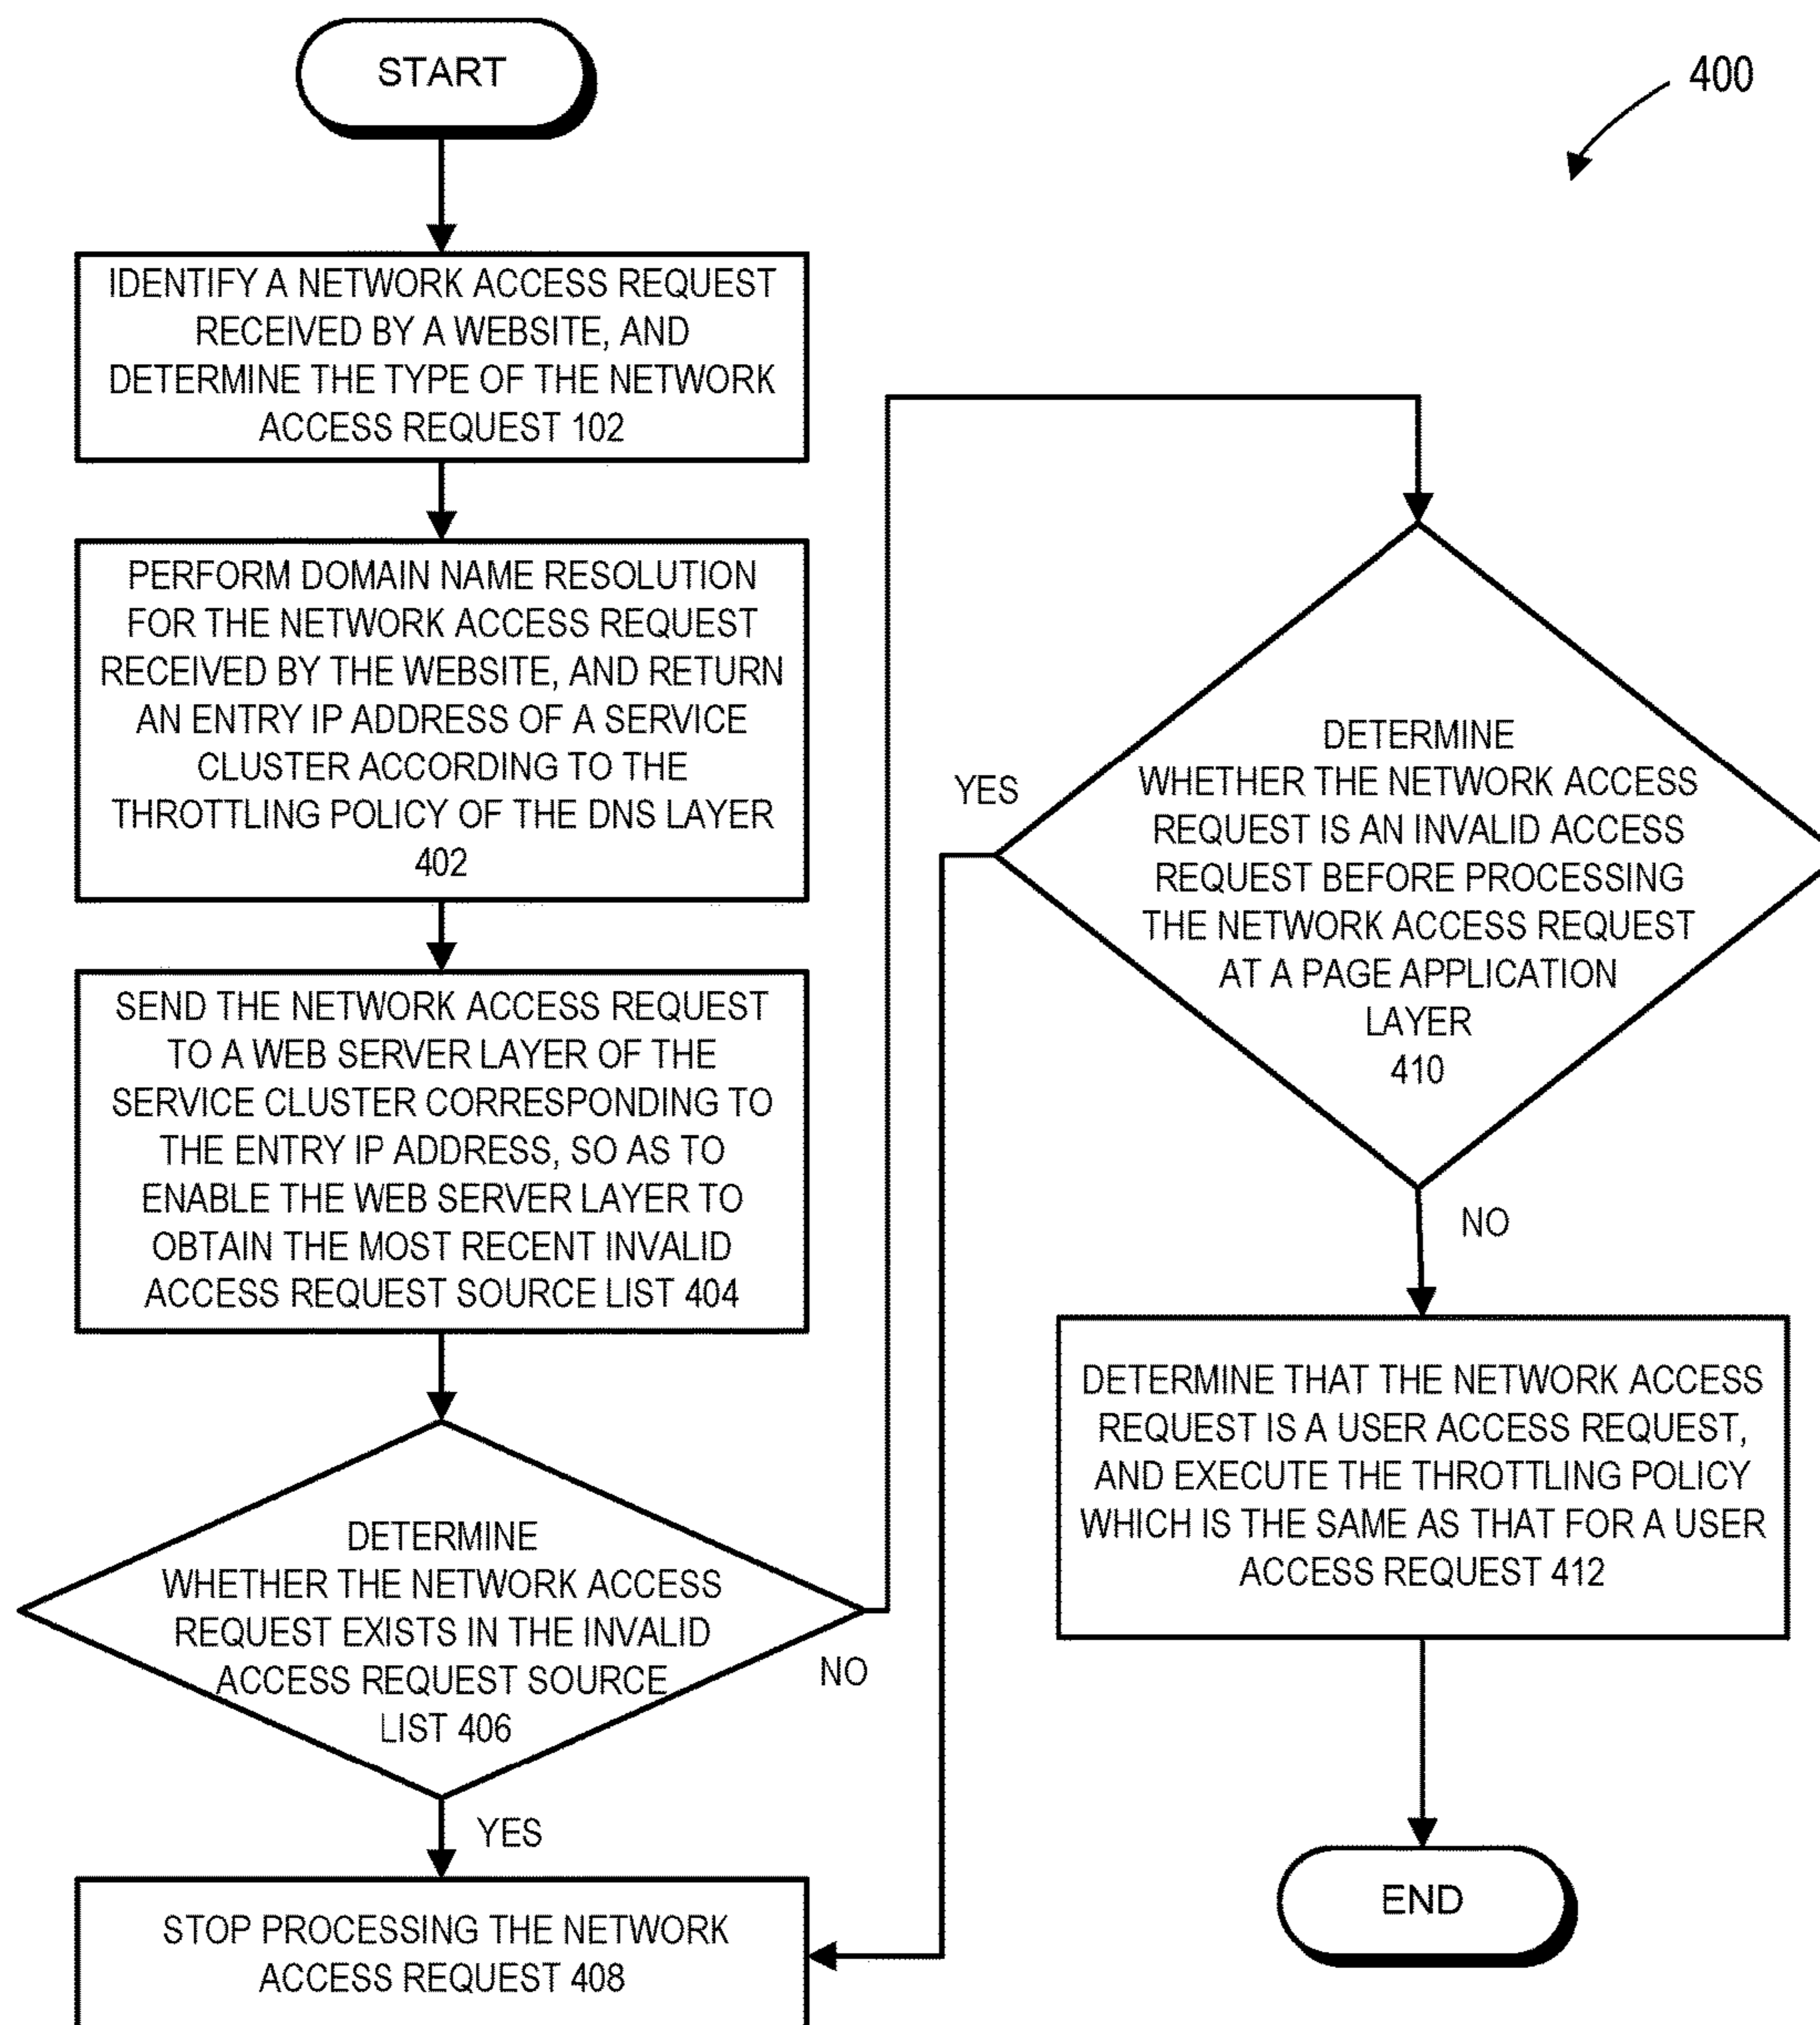 START
400
IDENTIFY A NETWORK ACCESS REQUEST
RECEIVED BY A WEBSITE, AND
DETERMINE THE TYPE OF THE NETWORK
ACCESS REQUEST 102
PERFORM DOMAIN NAME RESOLUTION
FOR THE NETWORK ACCESS REQUEST
RECEIVED BY THE WEBSITE, AND RETURN
AN ENTRY IP ADDRESS OF A SERVICE
CLUSTER ACCORDING TO THE
THROTTLING POLICY OF THE DNS LAYER
402
SEND THE NETWORK ACCESS REQUEST
TO A WEB SERVER LAYER OF THE
SERVICE CLUSTER CORRESPONDING TO
THE ENTRY IP ADDRESS, SO AS TO
ENABLE THE WEB SERVER LAYER TO
OBTAIN THE MOST RECENT INVALID
ACCESS REQUEST SOURCE LIST 404
DETERMINE
WHETHER THE NETWORK ACCESS
REQUEST EXISTS IN THE INVALID
ACCESS REQUEST SOURCE
LIST 406
NO
YES
STOP PROCESSING THE NETWORK
ACCESS REQUEST 408
YES
DETERMINE
WHETHER THE NETWORK ACCESS
REQUEST IS AN INVALID ACCESS
REQUEST BEFORE PROCESSING
THE NETWORK ACCESS REQUEST
AT A PAGE APPLICATION
LAYER
410
NO
DETERMINE THAT THE NETWORK ACCESS
REQUEST IS A USER ACCESS REQUEST,
AND EXECUTE THE THROTTLING POLICY
WHICH IS THE SAME AS THAT FOR A USER
ACCESS REQUEST 412
END